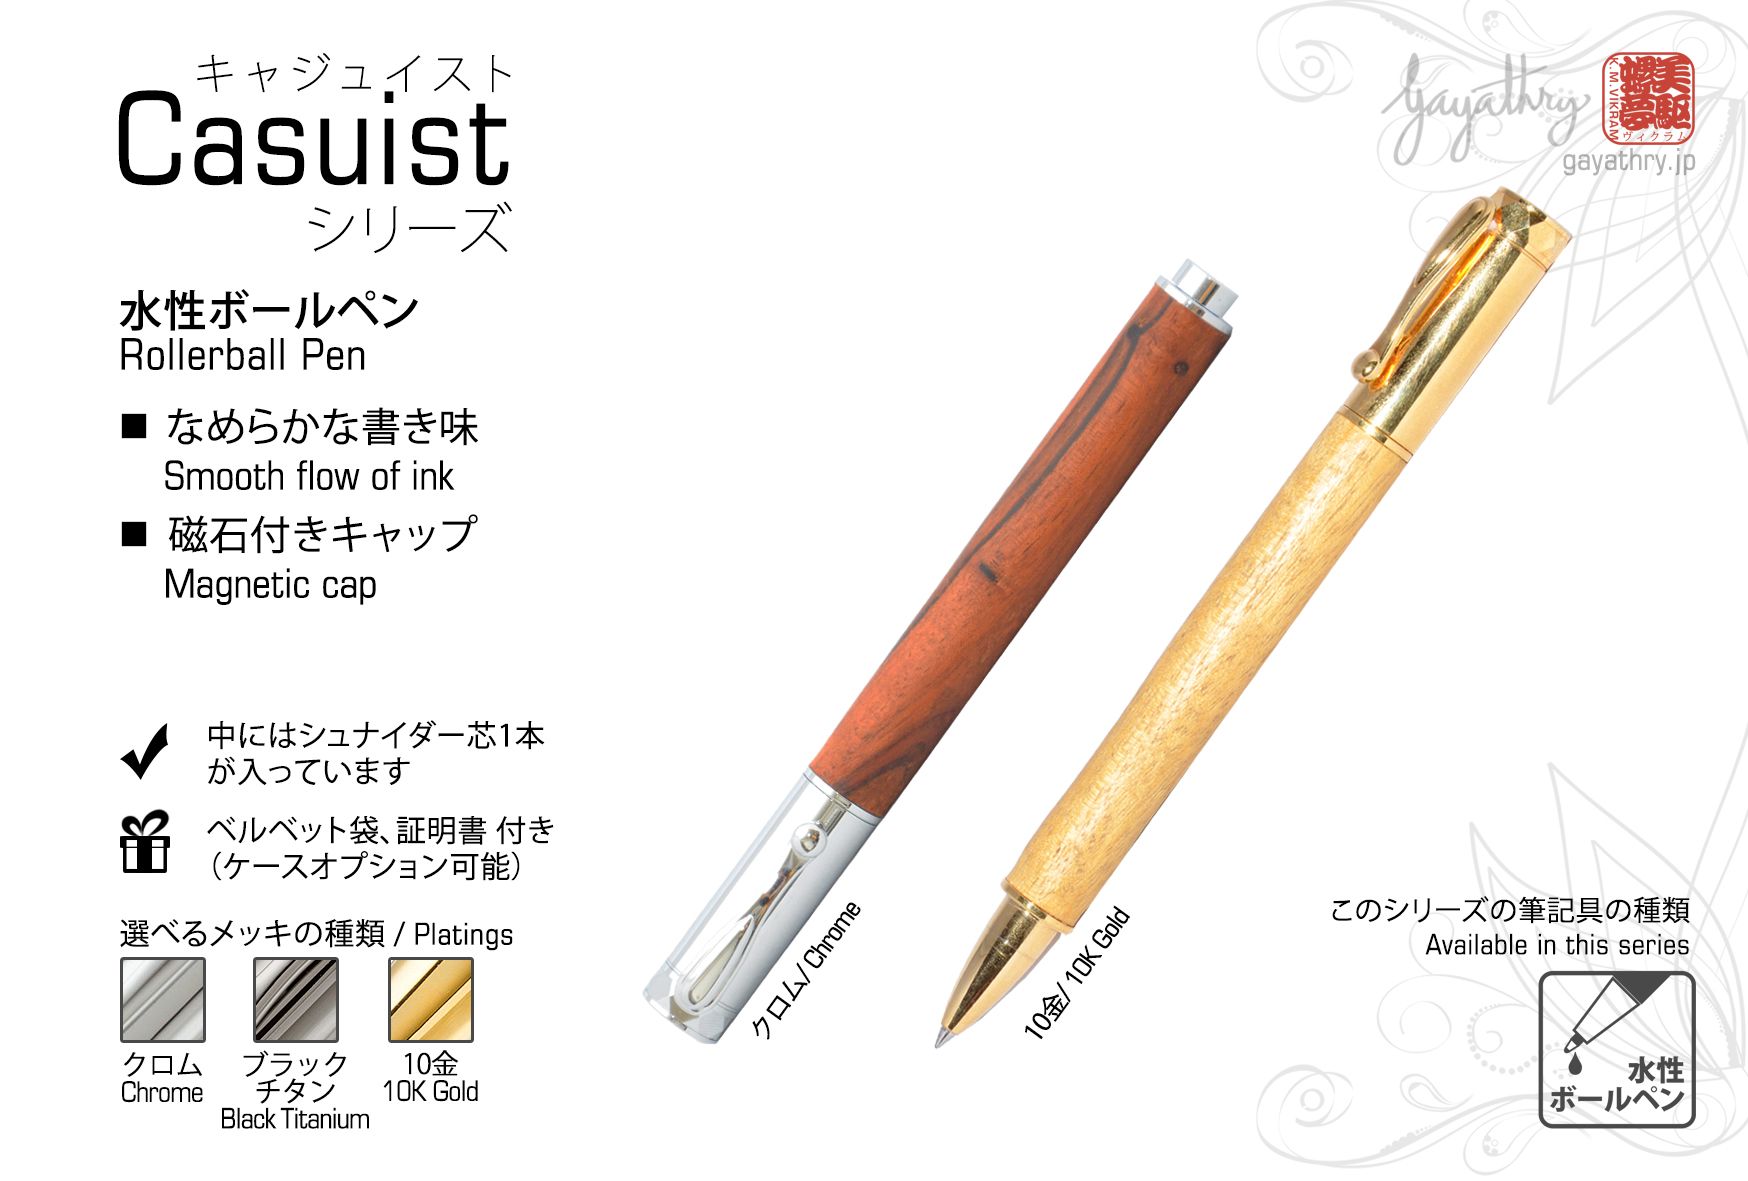 キャジュイスト
Casuist
シリーズ
水性ボールペン
Rollerball Pen
■ なめらかな書き味
Smooth flow of ink
■ 磁石付きキャップ
Magnetic cap
中にはシュナイダー芯1本
が入っています
ベルベット袋、証明書 付き
（ケースオプション可能）
選べるメッキの種類 / Platings
クロム
Chrome
ブラック
チタン
Black Titanium
10金
10K Gold
クロム/ Chrome
10金/ 10K Gold
gayathry
K.M.VIKRAM
美駆
蝶夢
ヴィクラム
gayathry.jp
このシリーズの筆記具の種類
Available in this series
水性
ボールペン